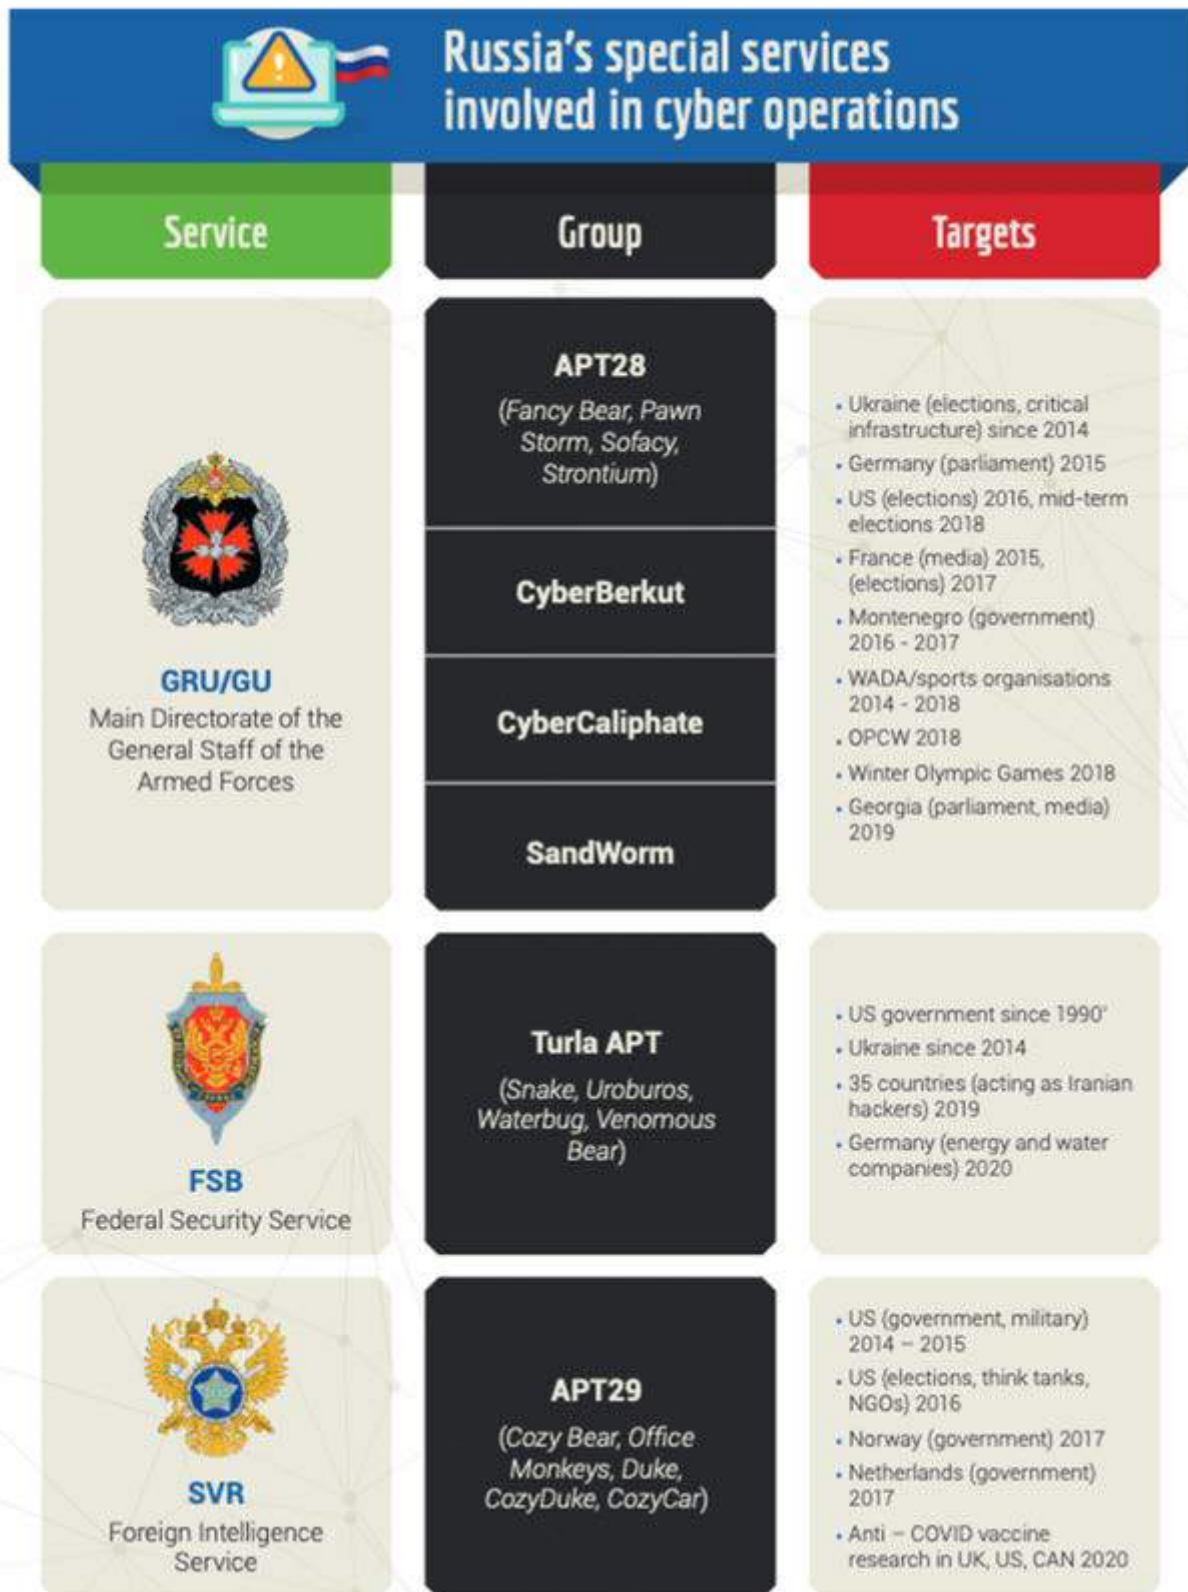 Russia's special services
involved in cyber operations
Service
Group
Targets
GRU/GU
Main Directorate of the
General Staff of the
Armed Forces
APT28
(Fancy Bear, Pawn
Storm, Sofacy,
Strontium)
CyberBerkut
CyberCaliphate
SandWorm
• Ukraine (elections, critical
infrastructure) since 2014
• Germany (parliament) 2015
• US (elections) 2016, mid-term
elections 2018
• France (media) 2015,
(elections) 2017
• Montenegro (government)
2016 - 2017
• WADA/sports organisations
2014 - 2018
• OPCW 2018
• Winter Olympic Games 2018
• Georgia (parliament, media)
2019
FSB
Federal Security Service
Turla APT
(Snake, Uroburos,
Waterbug, Venomous
Bear)
• US government since 1990'
• Ukraine since 2014
• 35 countries (acting as Iranian
hackers) 2019
• Germany (energy and water
companies) 2020
SVR
Foreign Intelligence
Service
APT29
(Cozy Bear, Office
Monkeys, Duke,
CozyDuke, CozyCar)
• US (government, military)
2014 – 2015
• US (elections, think tanks,
NGOs) 2016
• Norway (government) 2017
• Netherlands (government)
2017
• Anti – COVID vaccine
research in UK, US, CAN 2020